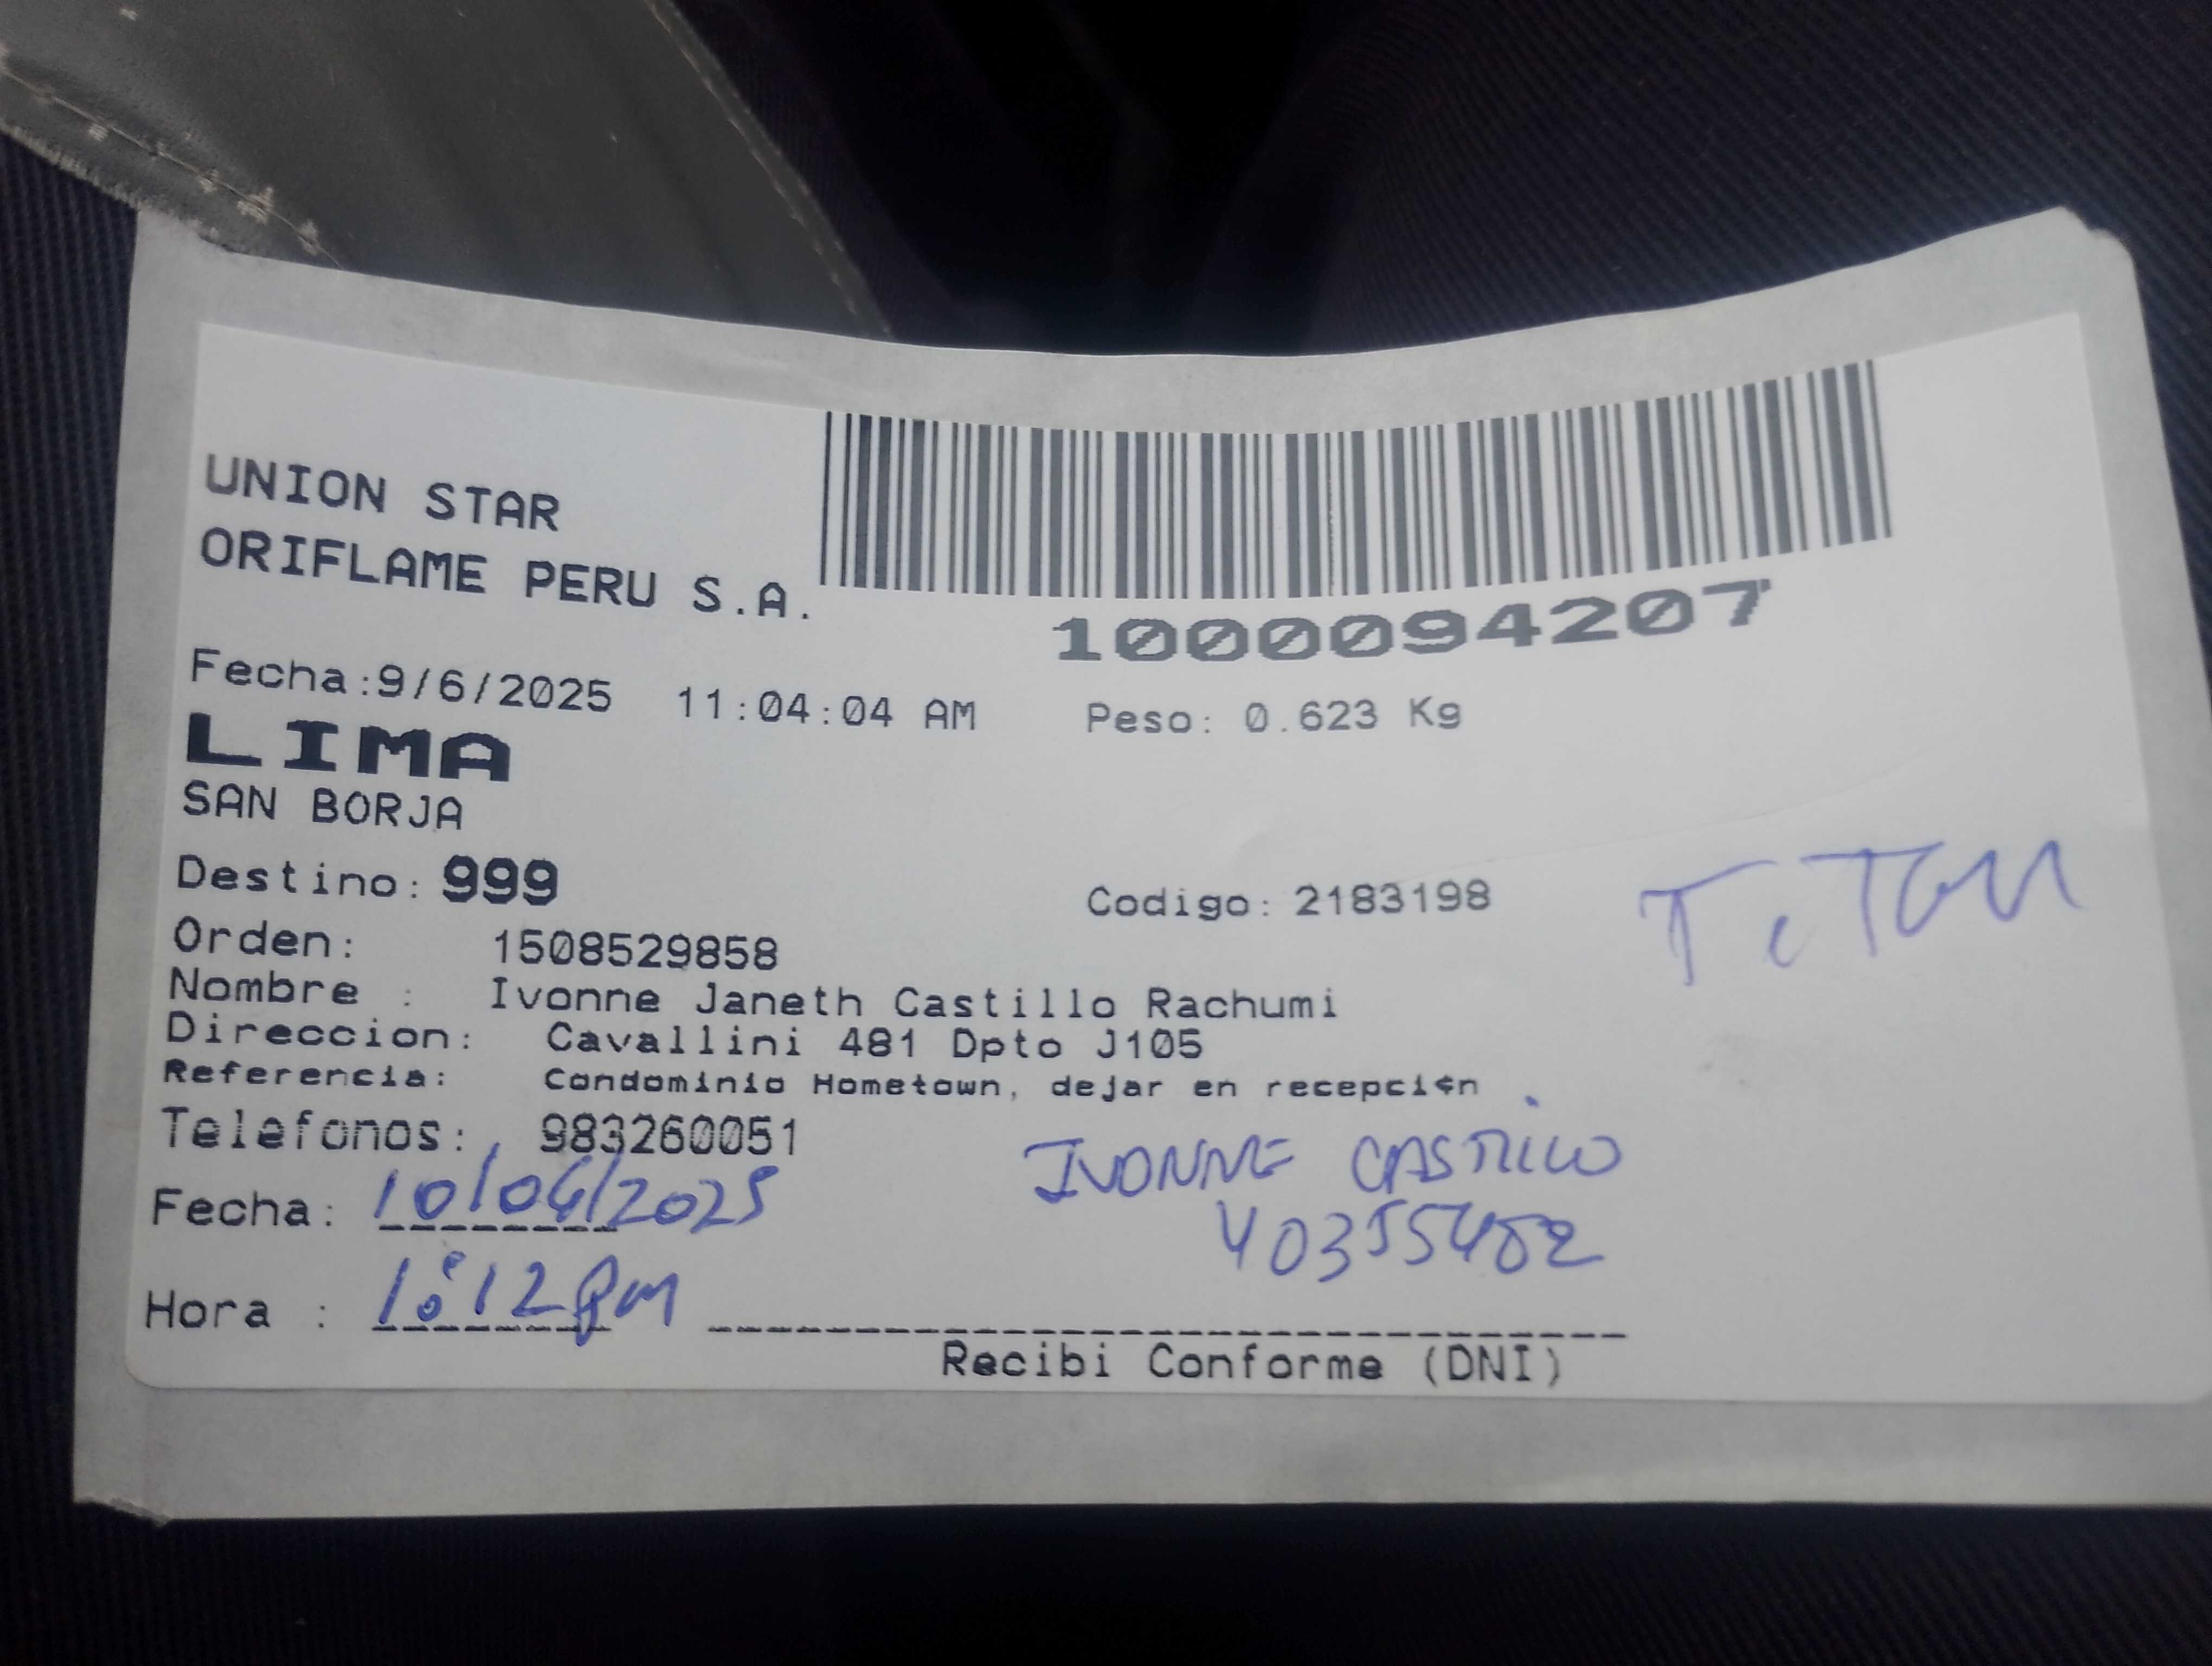 UNION STAR
ORIFLAME PERU S.A.
1000094207
Fecha:9/6/2025 11:04:04 AM Peso: 0.623 Kg
LIMA
SAN BORJA
Destino: 999 Codigo: 2183198
TiTan
Orden: 1508529858
Nombre : Ivonne Janeth Castillo Rachumi
Direccion: Cavallini 481 Dpto J105
Referencia: Condominio Hometown, dejar en recepci¢n
Telefonos: 983260051
IVONNE CASTILLO
Fecha: 10/06/2025
40355482
Hora : 1:12pm
Recibi Conforme (DNI)